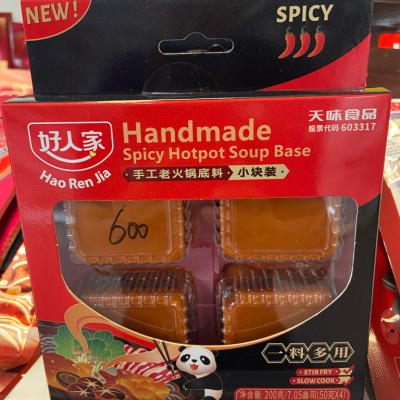 NEW!
SPICY
天味食品
股票代码 603317
好人家
Hao Ren Jia
Handmade
Spicy Hotpot Soup Base
手工老火锅底料 小块装
600
一料多用
STIR FRY
SLOW COOK
净含量:200克/7.05盎司(50克X4)